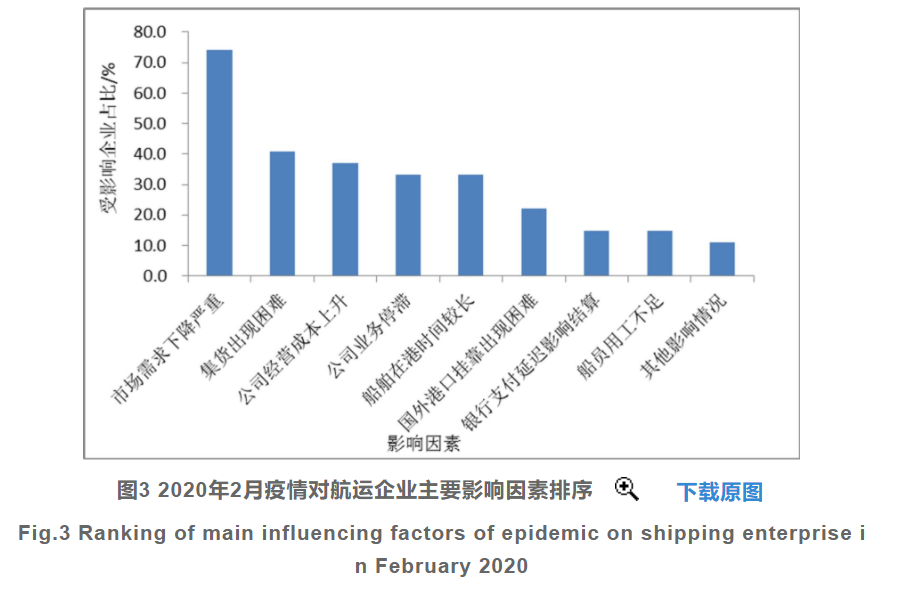 80.0
70.0
60.0
50.0
40.0
30.0
20.0
10.0
0.0
受影响企业占比/%
市场需求下降严重
集货出现困难
公司经营成本上升
公司业务停滞
船舶在港时间较长
国外港口挂靠出现困难
银行支付延迟影响结算
船员用工不足
其他影响情况
影响因素
图3 2020年2月疫情对航运企业主要影响因素排序
下载原图
Fig.3 Ranking of main influencing factors of epidemic on shipping enterprise i
n February 2020